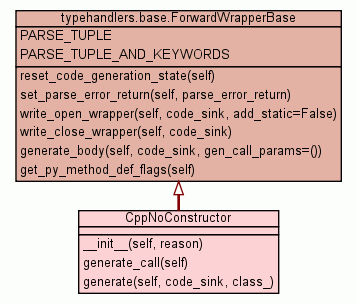 typehandlers.base.ForwardWrapperBase
PARSE_TUPLE
PARSE_TUPLE_AND_KEYWORDS
reset_code_generation_state(self)
set_parse_error_return(self, parse_error_return)
write_open_wrapper(self, code_sink, add_static=False)
write_close_wrapper(self, code_sink)
generate_body(self, code_sink, gen_call_params=())
get_py_method_def_flags(self)
CppNoConstructor
__init__(self, reason)
generate_call(self)
generate(self, code_sink, class_)